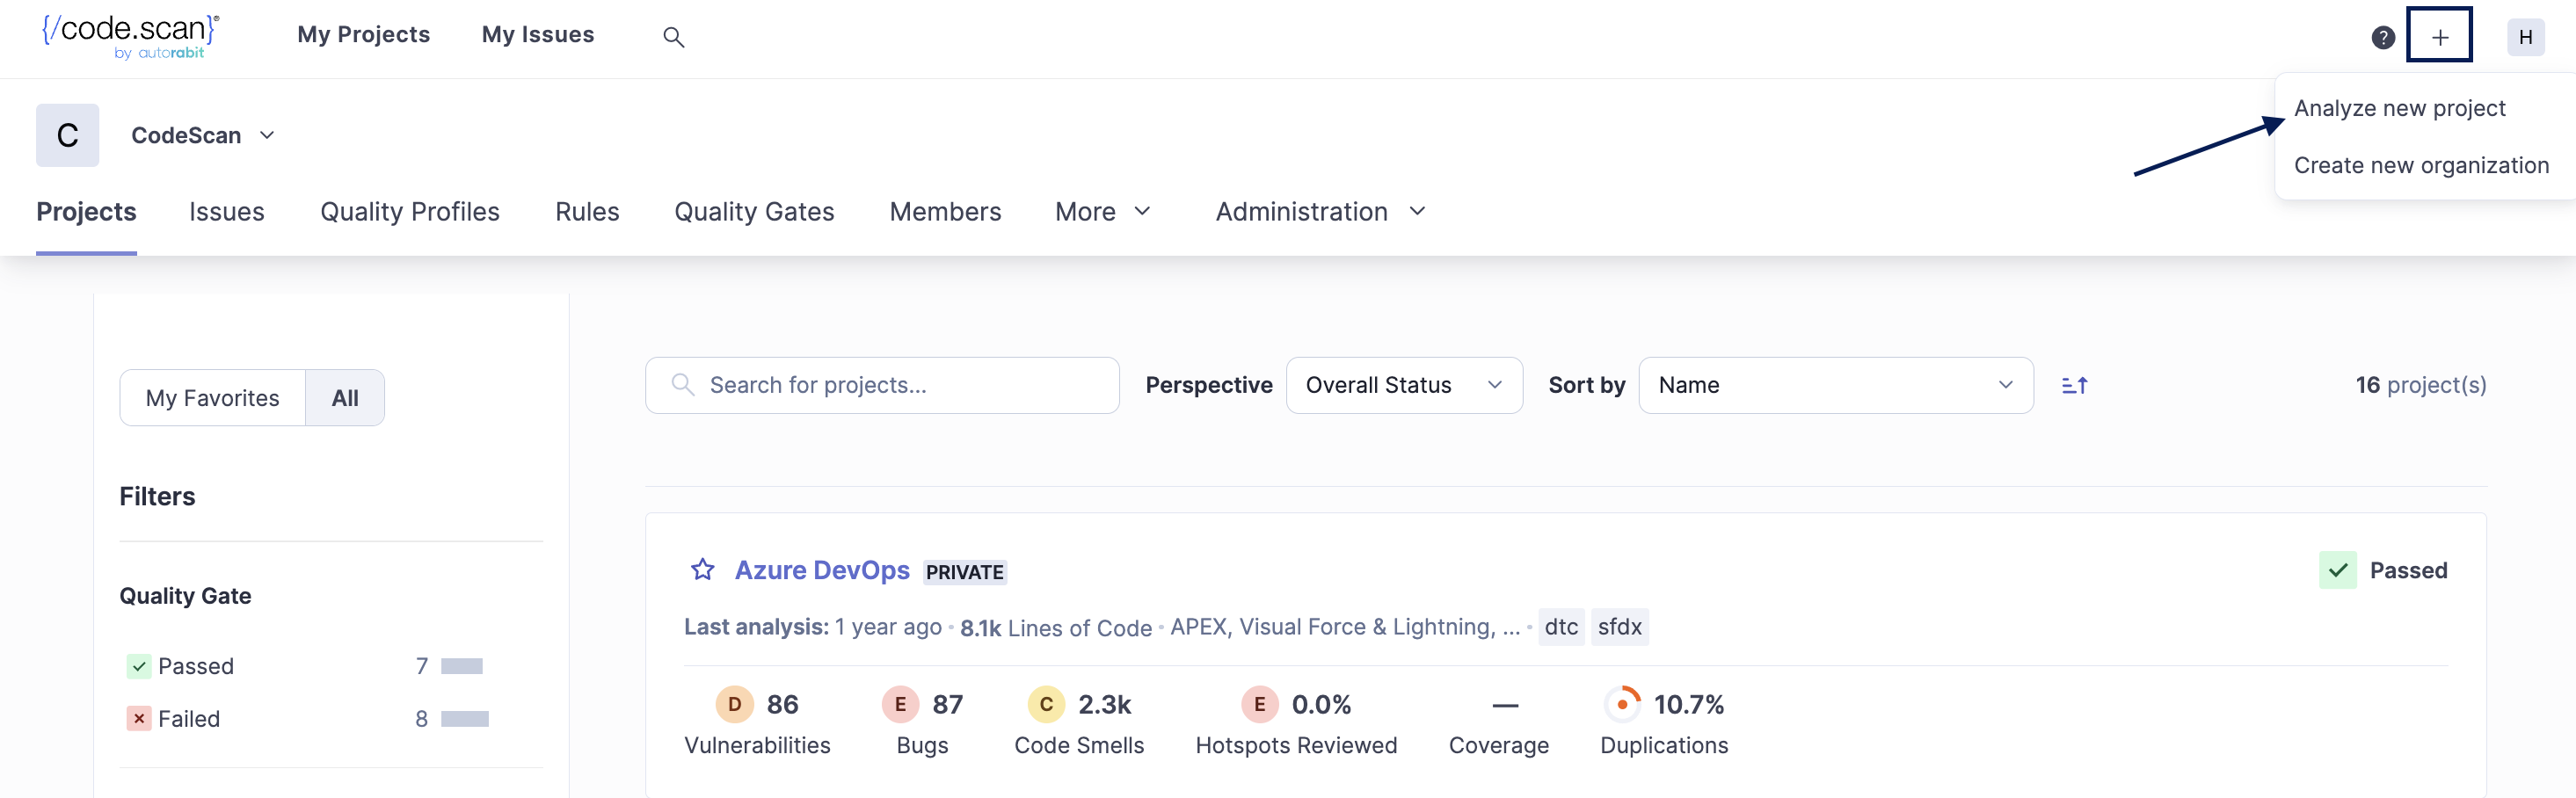 {/code.scan}®
by autorabit
My Projects
My Issues
?
+
H
Analyze new project
Create new organization
C
CodeScan
Projects
Issues
Quality Profiles
Rules
Quality Gates
Members
More
Administration
My Favorites
All
Search for projects...
Perspective
Overall Status
Sort by
Name
16 project(s)
Filters
Quality Gate
Passed 7
Failed 8
Azure DevOps PRIVATE
Passed
Last analysis: 1 year ago • 8.1k Lines of Code • APEX, Visual Force & Lightning, ... • dtc sfdx
D 86
Vulnerabilities
E 87
Bugs
C 2.3k
Code Smells
E 0.0%
Hotspots Reviewed
—
Coverage
10.7%
Duplications